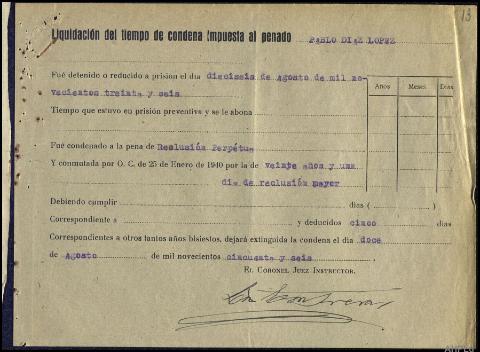 13
Liquidación del tiempo de condena impuesta al penado PABLO DIAZ LOPEZ
Fué detenido o reducido a prisión el día dieciseis de Agosto de mil no-
vecientos treinta y seis
Años Meses Días
Tiempo que estuvo en prisión preventiva y se le abona
Fué condenado a la pena de Reclusión Perpétua
Y conmutada por O. C. de 25 de Enero de 1940 por la de veinte años y una
dia de reclusión mayor
Debiendo cumplir días ( )
Correspondiente a y deducidos cinco días
Correspondientes a otros tantos años bisiestos, dejará extinguida la condena el día doce
de Agosto de mil novecientos cincuenta y seis
EL CORONEL JUEZ INSTRUCTOR.